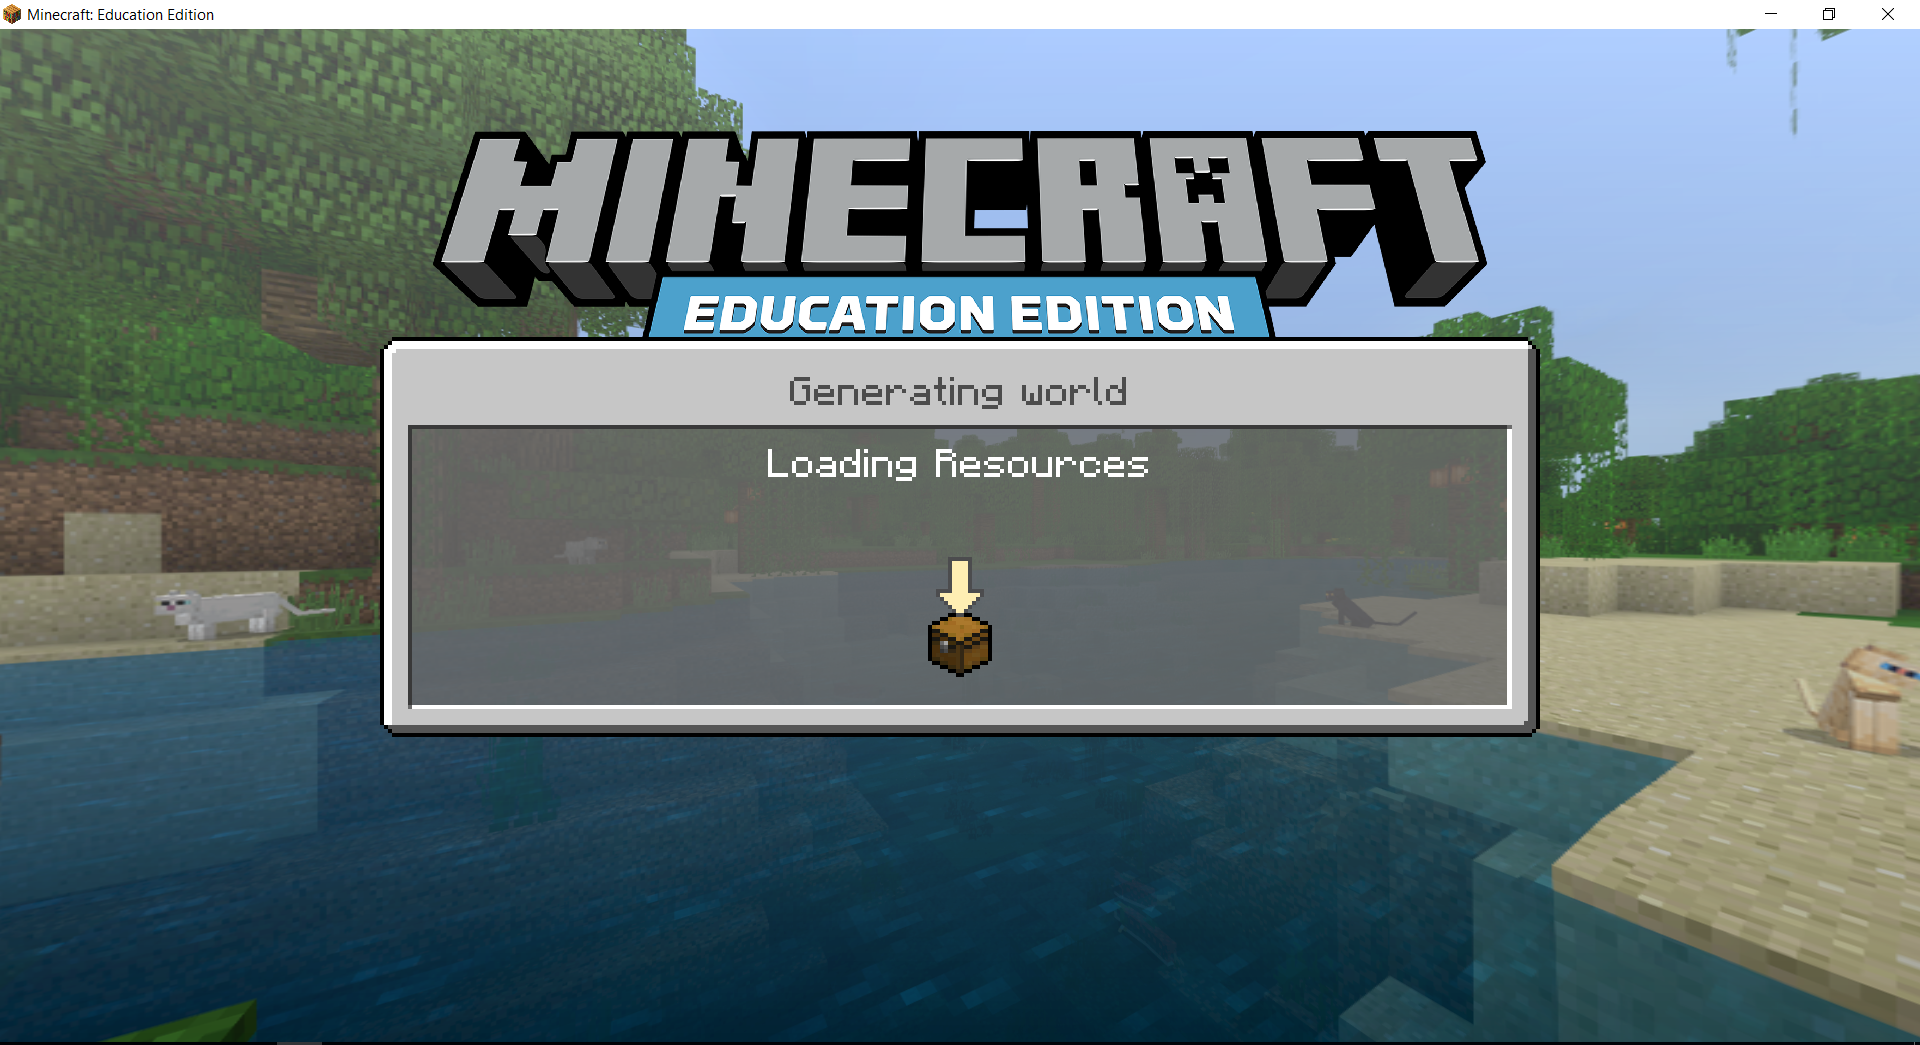 Minecraft: Education Edition
MINECRAFT
EDUCATION EDITION
Generating world
Loading Resources